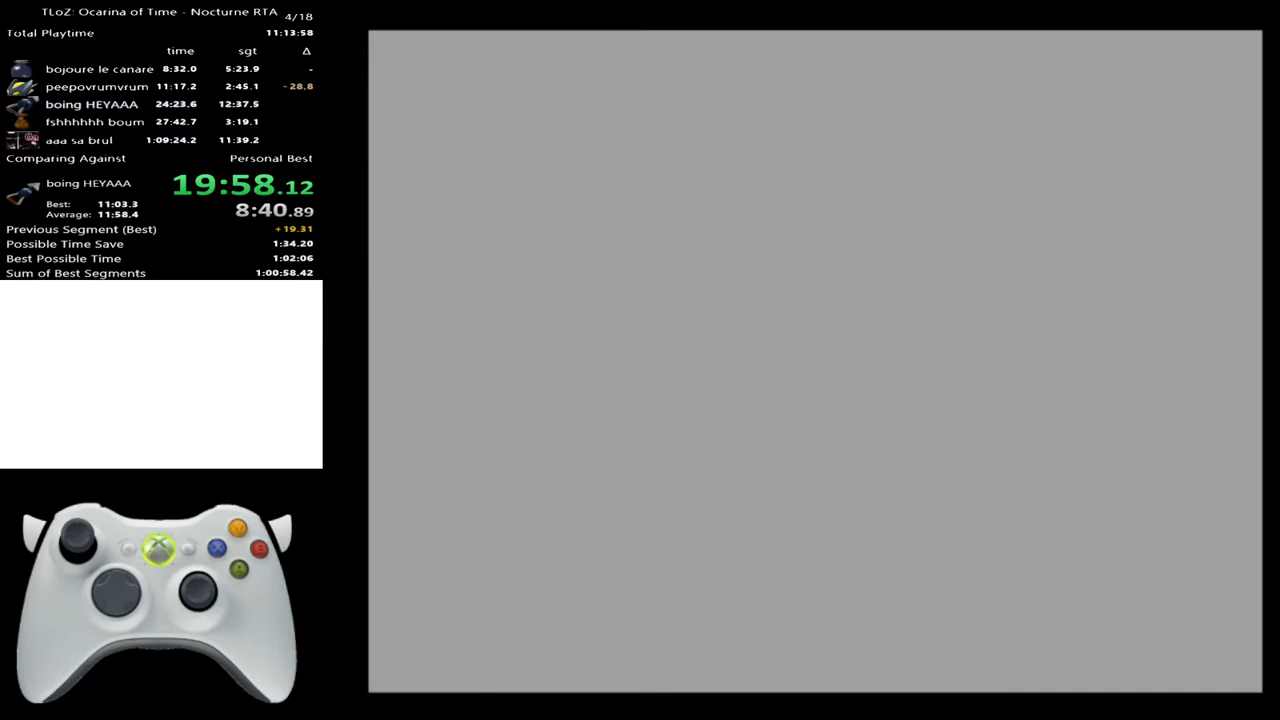 TLoZ: Ocarina of Time - Nocturne RTA 4/18
Total Playtime 11:13:58
time sgt Δ
bojoure le canare 8:32.0 5:23.9 -
peepovrumvrum 11:17.2 2:45.1 -28.8
boing HEYAAA 24:23.6 12:37.5
fshhhhhh boum 27:42.7 3:19.1
aaa sa brul 1:09:24.2 11:39.2
Comparing Against Personal Best
boing HEYAAA 19:58.12
Best: 11:03.3 8:40.89
Average: 11:58.4
Previous Segment (Best) +19.31
Possible Time Save 1:34.20
Best Possible Time 1:02:06
Sum of Best Segments 1:00:58.42
Y
X B
A